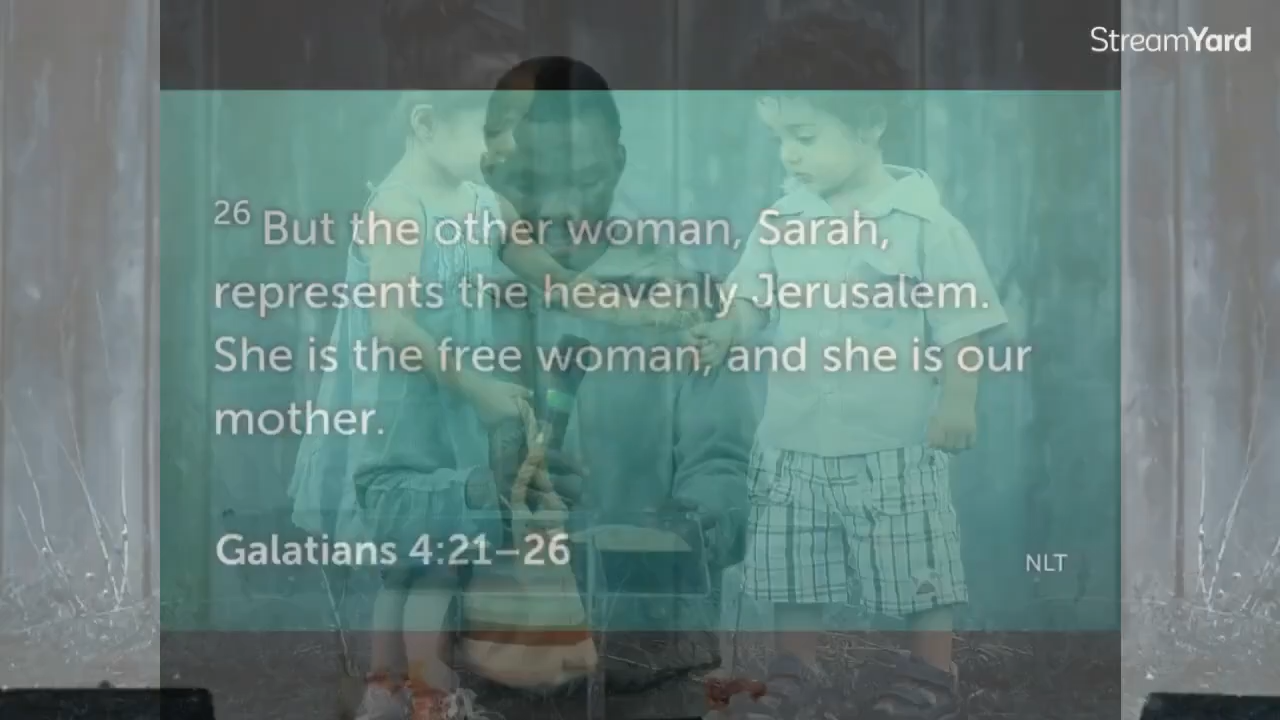 StreamYard
26 But the other woman, Sarah,
represents the heavenly Jerusalem.
She is the free woman, and she is our
mother.
Galatians 4:21–26
NLT